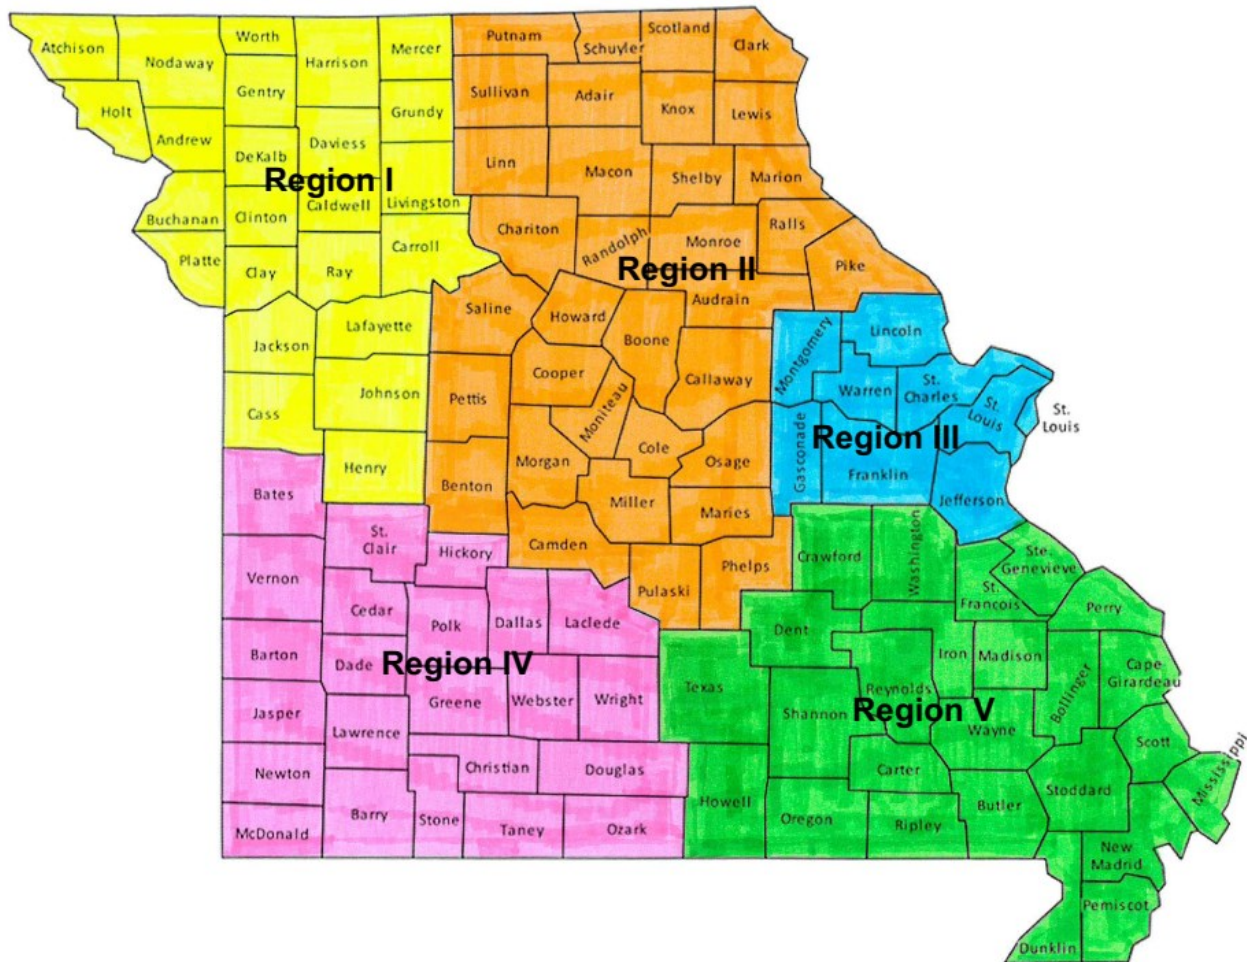 Atchison
Nodaway
Worth
Harrison
Mercer
Putnam
Schuyler
Scotland
Clark
Holt
Gentry
Grundy
Sullivan
Adair
Knox
Lewis
Andrew
DeKalb
Daviess
Linn
Macon
Shelby
Marion
Region I
Buchanan
Clinton
Caldwell
Livingston
Chariton
Randolph
Monroe
Ralls
Platte
Clay
Ray
Carroll
Region II
Pike
Saline
Howard
Boone
Audrain
Jackson
Lafayette
Montgomery
Lincoln
Cass
Johnson
Pettis
Cooper
Moniteau
Callaway
Warren
St.
Charles
St.
Louis
St.
Louis
Region III
Henry
Benton
Morgan
Cole
Osage
Gasconade
Franklin
Jefferson
Bates
Miller
Maries
St.
Clair
Hickory
Camden
Pulaski
Phelps
Crawford
Washington
Ste.
Genevieve
Vernon
Cedar
Polk
Dallas
Laclede
Dent
St.
Francois
Perry
Barton
Dade
Region IV
Iron
Madison
Bollinger
Cape
Girardeau
Jasper
Lawrence
Greene
Webster
Wright
Texas
Shannon
Reynolds
Region V
Wayne
Scott
Mississippi
Newton
Christian
Douglas
Howell
Carter
Butler
Stoddard
McDonald
Barry
Stone
Taney
Ozark
Oregon
Ripley
New
Madrid
Pemiscot
Dunklin